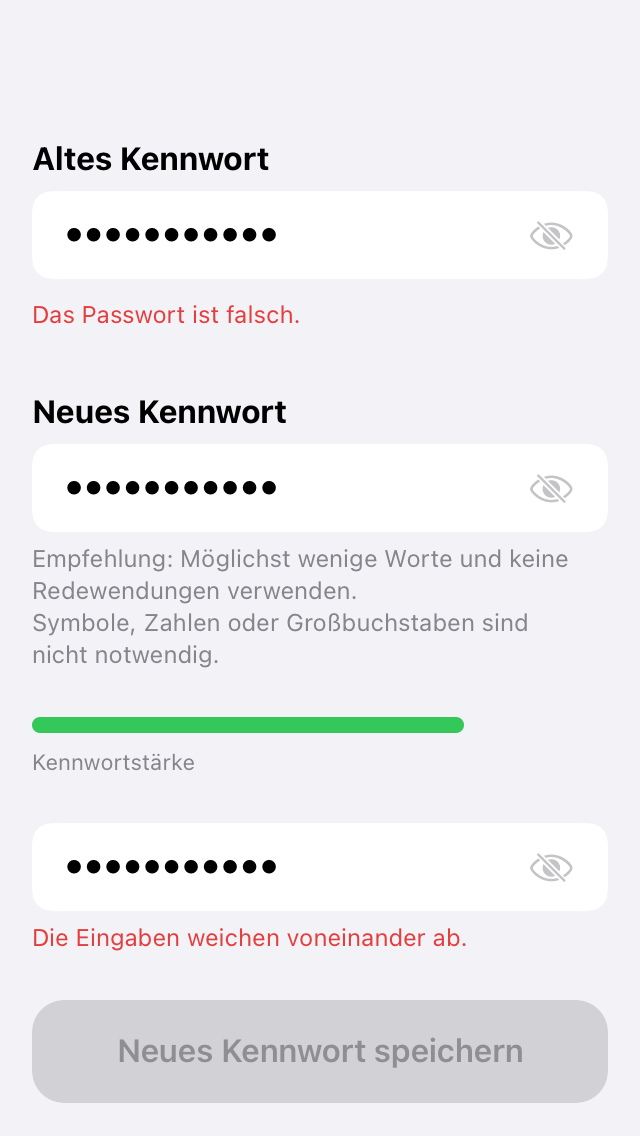 Altes Kennwort
•••••••••••
Das Passwort ist falsch.
Neues Kennwort
•••••••••••
Empfehlung: Möglichst wenige Worte und keine
Redewendungen verwenden.
Symbole, Zahlen oder Großbuchstaben sind
nicht notwendig.
Kennwortstärke
•••••••••••
Die Eingaben weichen voneinander ab.
Neues Kennwort speichern